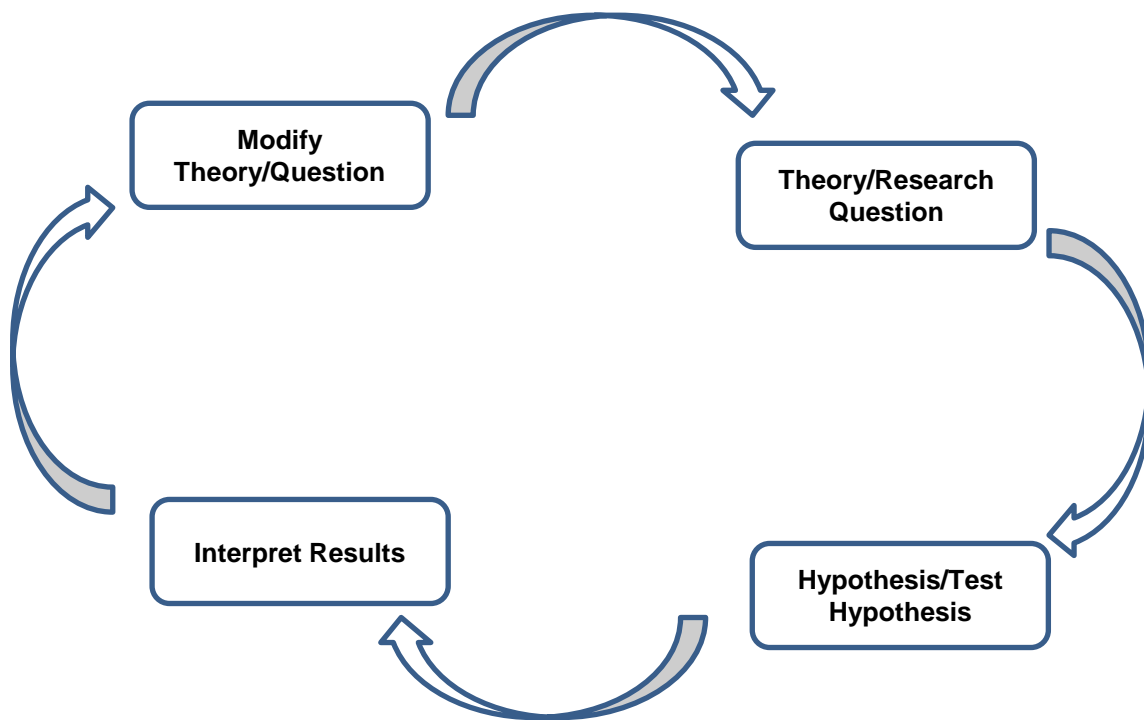 Modify
Theory/Question
Theory/Research
Question
Interpret Results
Hypothesis/Test
Hypothesis